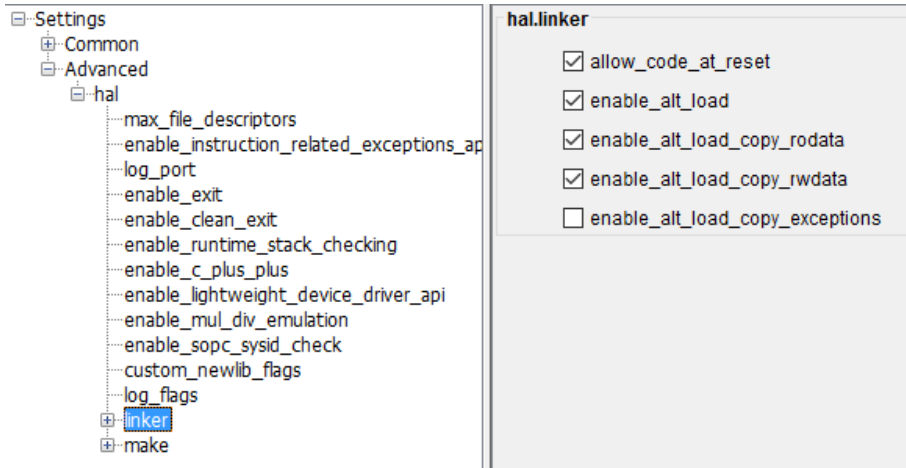 Settings
Common
Advanced
hal
max_file_descriptors
enable_instruction_related_exceptions_ap
log_port
enable_exit
enable_clean_exit
enable_runtime_stack_checking
enable_c_plus_plus
enable_lightweight_device_driver_api
enable_mul_div_emulation
enable_sopc_sysid_check
custom_newlib_flags
log_flags
linker
make
hal.linker
allow_code_at_reset
enable_alt_load
enable_alt_load_copy_rodata
enable_alt_load_copy_rwdata
enable_alt_load_copy_exceptions